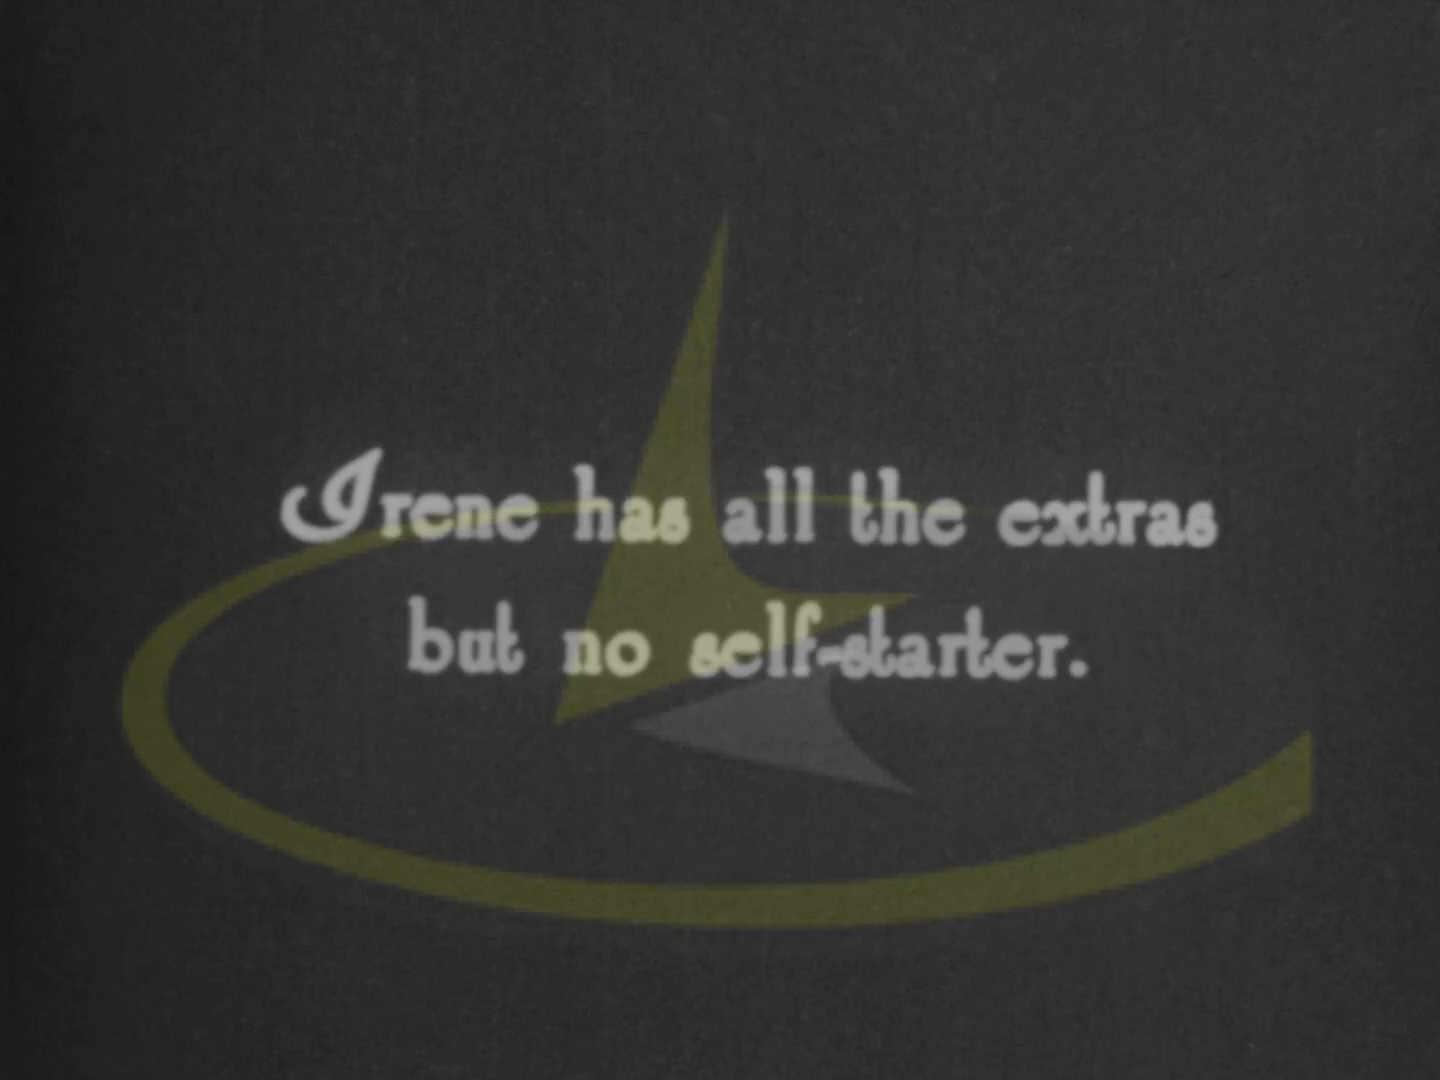 Irene has all the extras
but no self-starter.